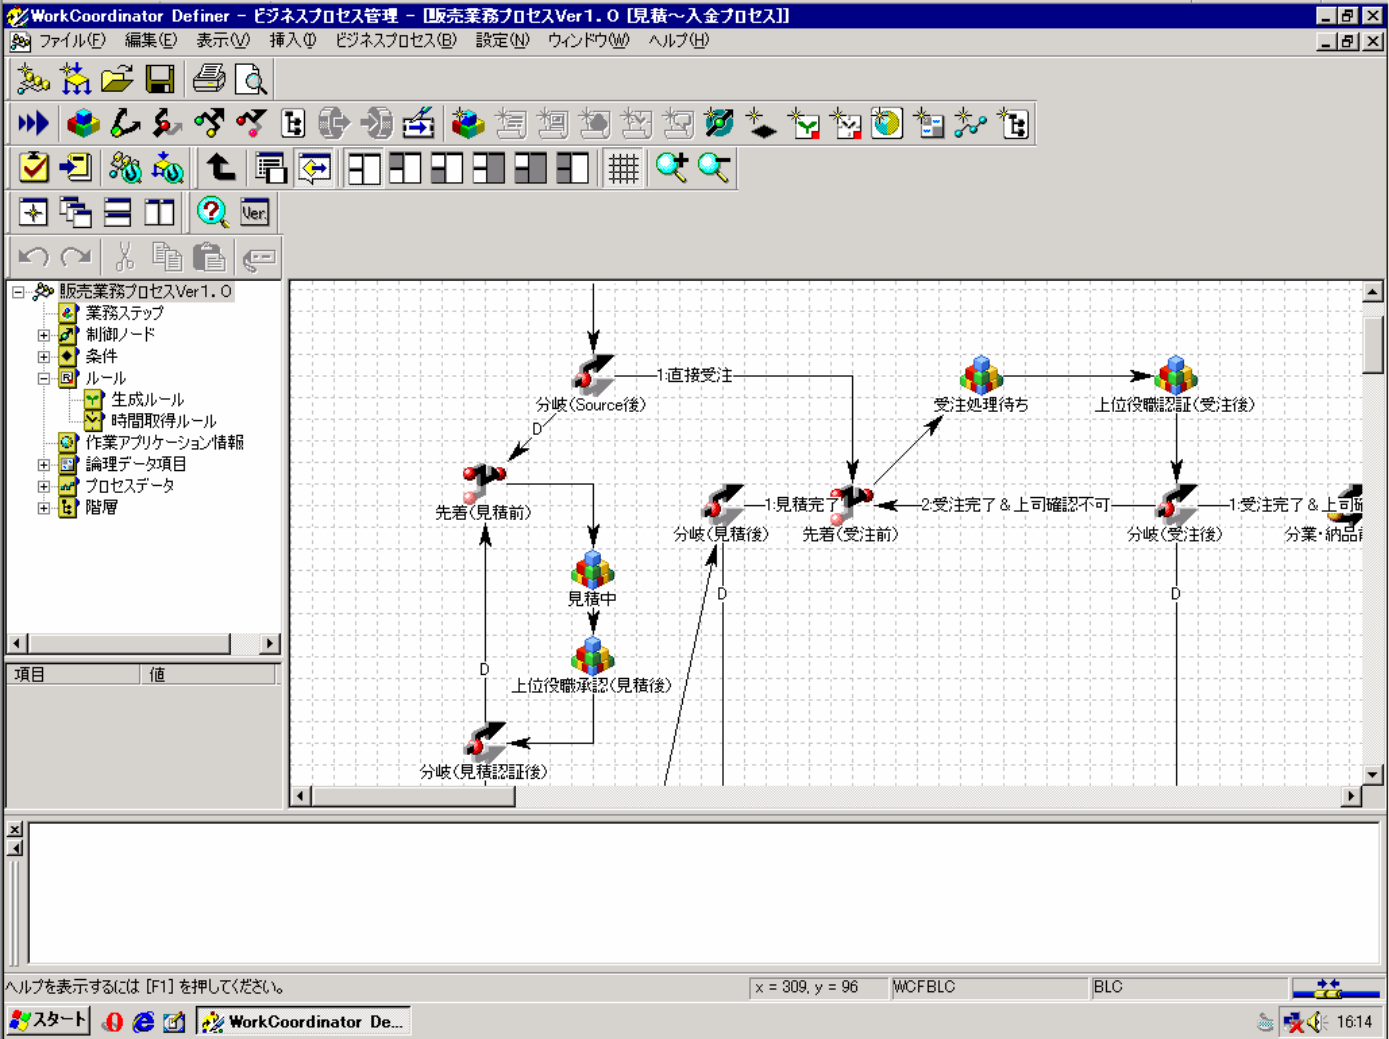 WorkCoordinator Definer - ビジネスプロセス管理 - [販売業務プロセスVer1.0 [見積～入金プロセス]]
ファイル(F) 編集(E) 表示(V) 挿入(I) ビジネスプロセス(B) 設定(N) ウィンドウ(W) ヘルプ(H)
Ver.
販売業務プロセスVer1.0
業務ステップ
制御ノード
条件
ルール
生成ルール
時間取得ルール
作業アプリケーション情報
論理データ項目
プロセスデータ
階層
項目 値
1:直接受注
分岐(Source後)
受注処理待ち
上位役職認証(受注後)
D
先着(見積前)
1:見積完了
2:受注完了＆上司確認不可
1:受注完了＆上司確
分岐(見積後)
先着(受注前)
分岐(受注後)
分業・納品前
見積中
D
D
上位役職承認(見積後)
D
分岐(見積認証後)
ヘルプを表示するには [F1] を押してください。
x = 309, y = 96
WCFBLC
BLC
スタート
WorkCoordinator De...
16:14